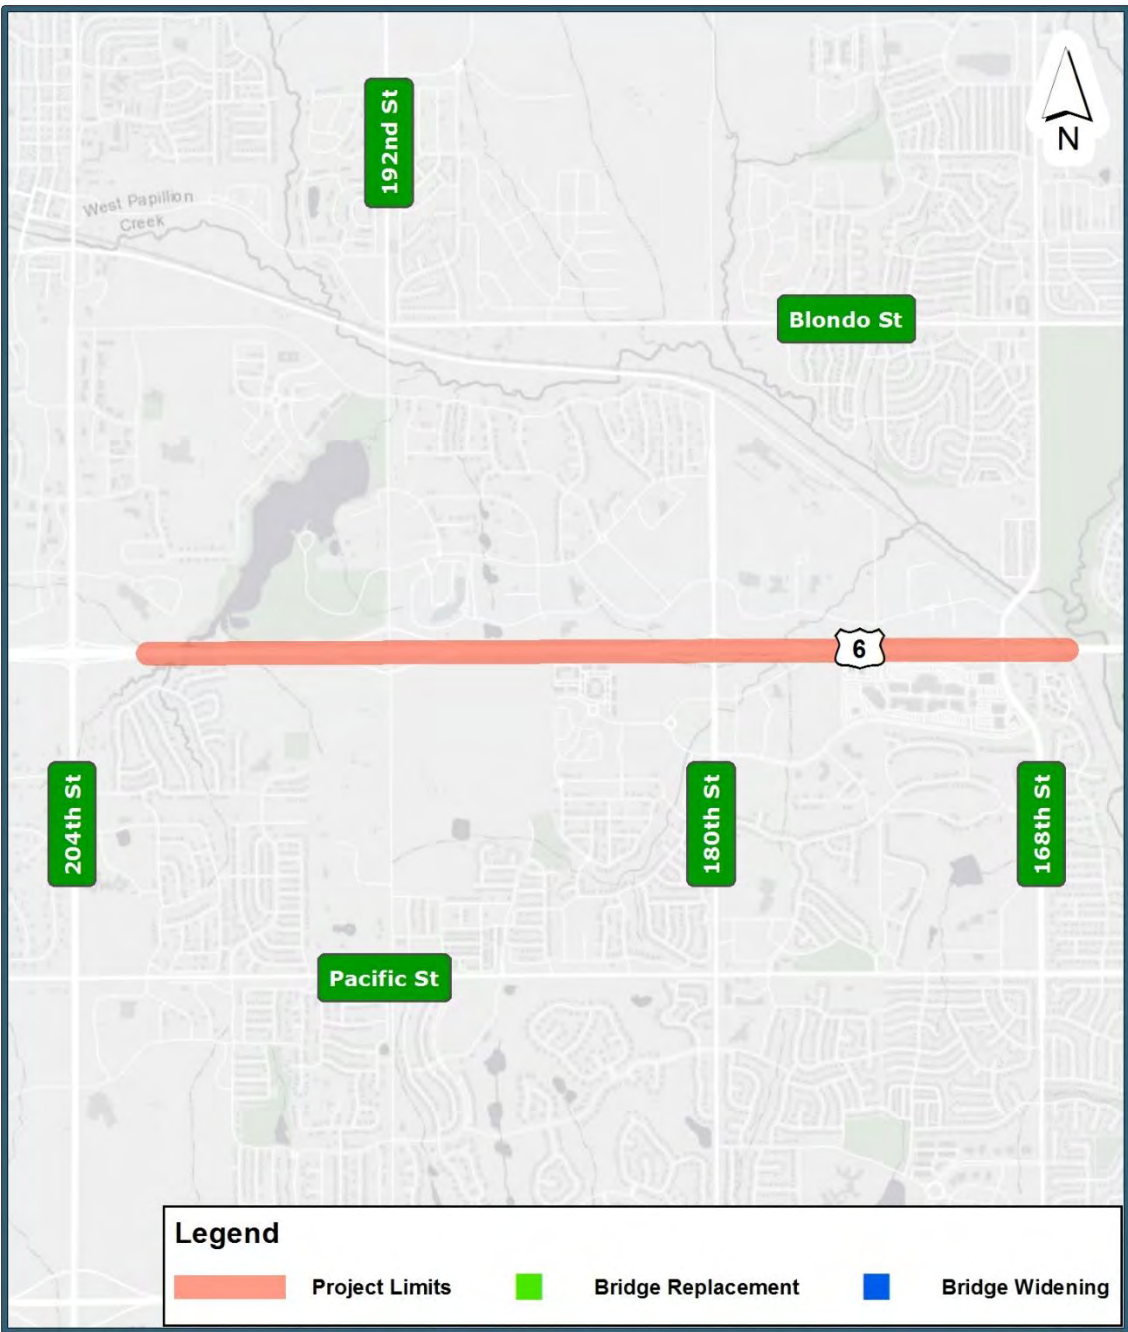 N
192nd St
West Papillion
Creek
Blondo St
6
204th St
180th St
168th St
Pacific St
Legend
Project Limits
Bridge Replacement
Bridge Widening